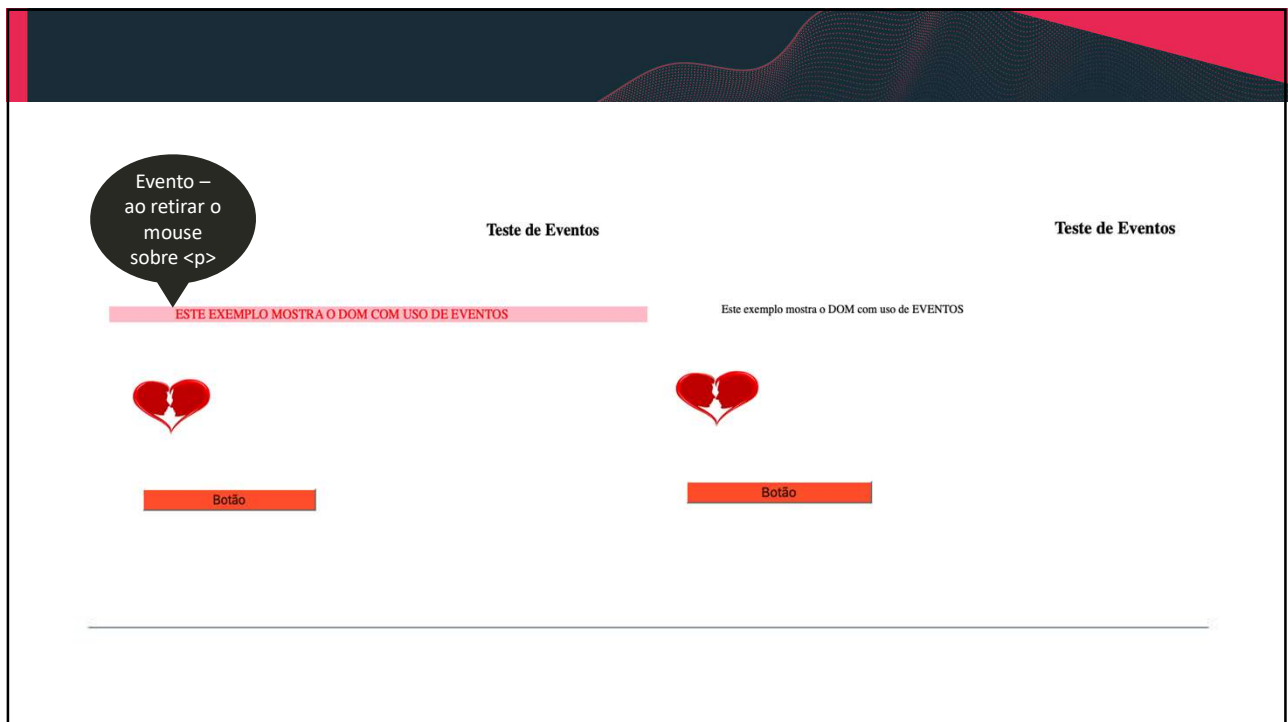 Evento –
ao retirar o
mouse
sobre <p>
Teste de Eventos
ESTE EXEMPLO MOSTRA O DOM COM USO DE EVENTOS
Botão
Teste de Eventos
Este exemplo mostra o DOM com uso de EVENTOS
Botão